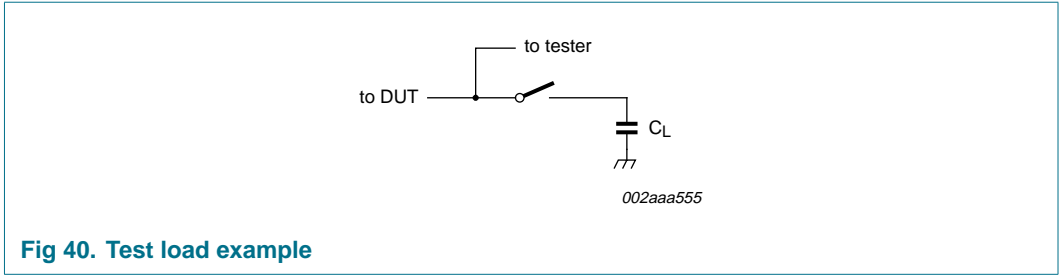 to tester
to DUT
CL
002aaa555
Fig 40. Test load example